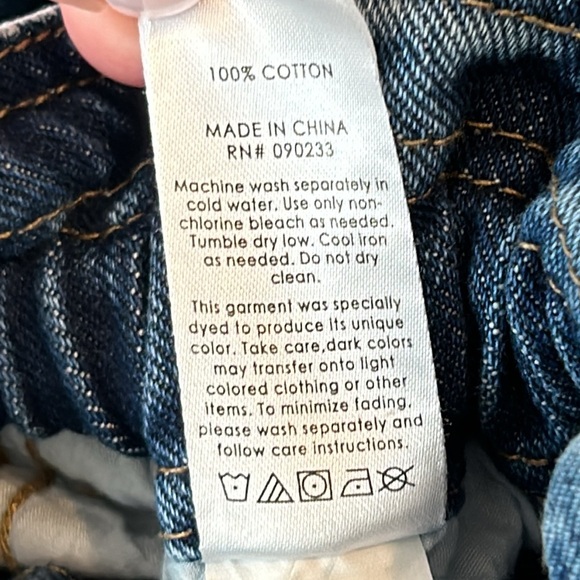 100% COTTON
MADE IN CHINA
RN# 090233
Machine wash separately in
cold water. Use only non-
chlorine bleach as needed.
Tumble dry low. Cool iron
as needed. Do not dry
clean.
This garment was specially
dyed to produce its unique
color. Take care,dark colors
may transfer onto light
colored clothing or other
items. To minimize fading,
please wash separately and
follow care instructions.